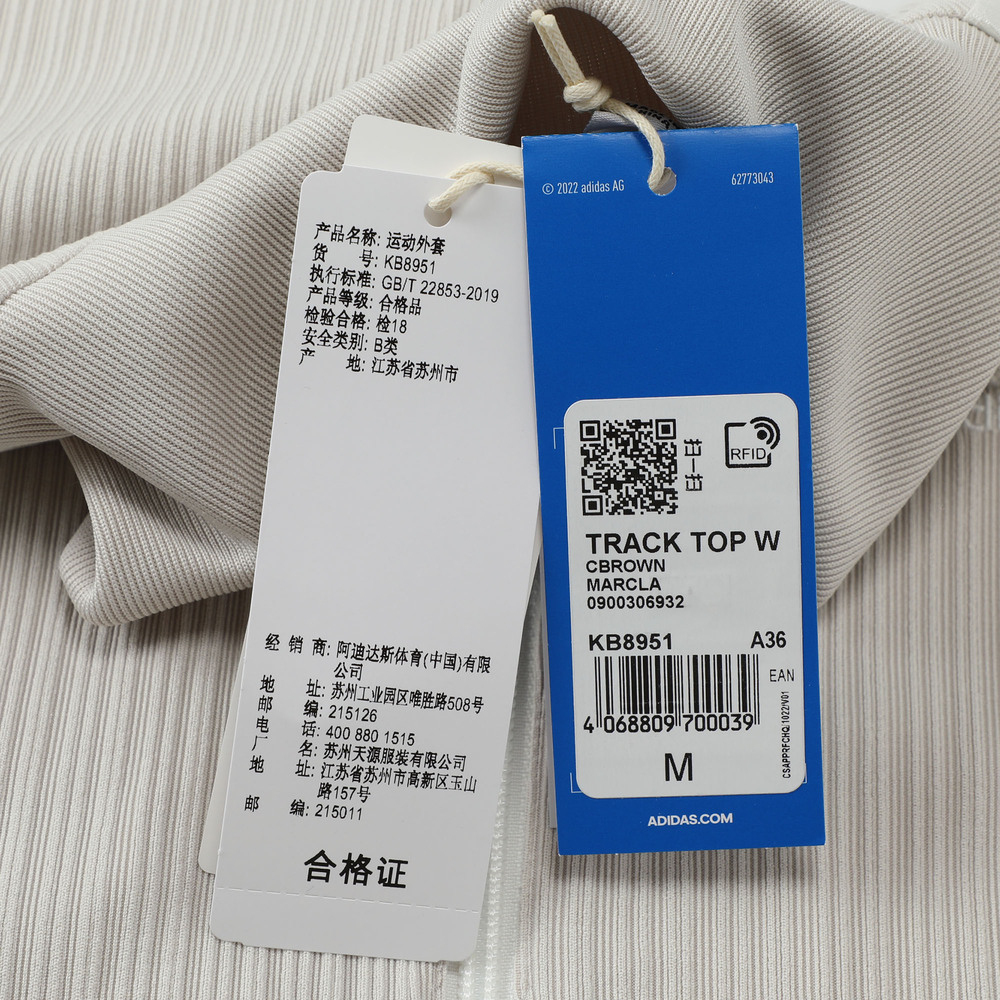 产品名称: 运动外套
货 号: KB8951
执行标准: GB/T 22853-2019
产品等级: 合格品
检验合格: 检18
安全类别: B类
产 地: 江苏省苏州市
经 销 商: 阿迪达斯体育(中国)有限
公司
地 址: 苏州工业园区唯胜路508号
邮 编: 215126
电 话: 400 880 1515
厂 名: 苏州天源服装有限公司
地 址: 江苏省苏州市高新区玉山
路157号
邮 编: 215011
合格证
© 2022 adidas AG
62773043
RFID
TRACK TOP W
CBROWN
MARCLA
0900306932
KB8951 A36
EAN
4 068809 700039
CSAPPRFCHQ/1022/V01
M
ADIDAS.COM